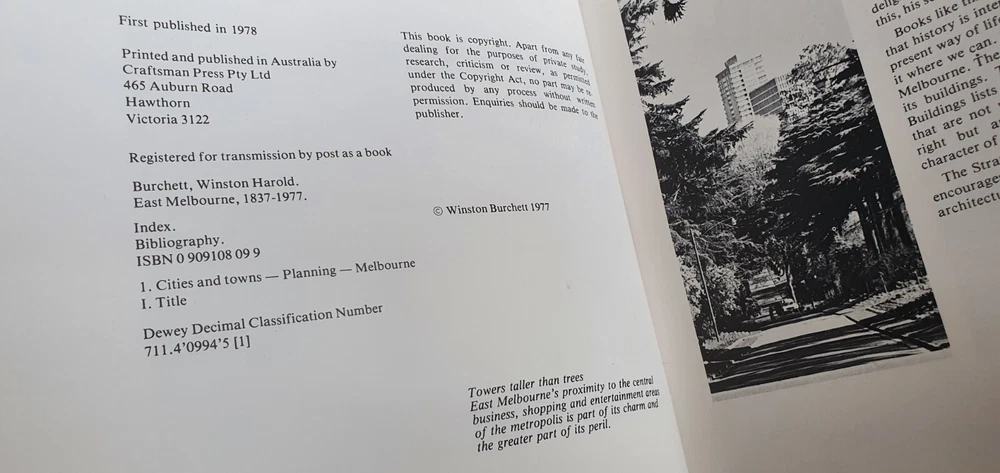 First published in 1978
Printed and published in Australia by
Craftsman Press Pty Ltd
465 Auburn Road
Hawthorn
Victoria 3122
Registered for transmission by post as a book
Burchett, Winston Harold.
East Melbourne, 1837-1977.
Index.
Bibliography.
ISBN 0 909108 09 9
1. Cities and towns — Planning — Melbourne
I. Title
Dewey Decimal Classification Number
711.4'0994'5 [1]
This book is copyright. Apart from any fair
dealing for the purposes of private study,
research, criticism or review, as permitted
under the Copyright Act, no part may be re-
produced by any process without written
permission. Enquiries should be made to the
publisher.
© Winston Burchett 1977
Towers taller than trees
East Melbourne's proximity to the central
business, shopping and entertainment areas
of the metropolis is part of its charm and
the greater part of its peril.
this, his
Books like
that history is
present way of life
it where we can.
Melbourne. The
its buildings.
Buildings lists
that are not
right but
character of
The
encourage